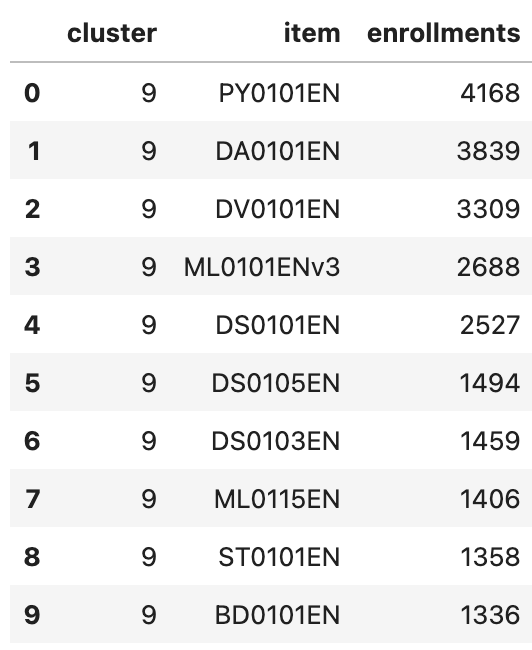 cluster item enrollments
0 9 PY0101EN 4168
1 9 DA0101EN 3839
2 9 DV0101EN 3309
3 9 ML0101ENv3 2688
4 9 DS0101EN 2527
5 9 DS0105EN 1494
6 9 DS0103EN 1459
7 9 ML0115EN 1406
8 9 ST0101EN 1358
9 9 BD0101EN 1336